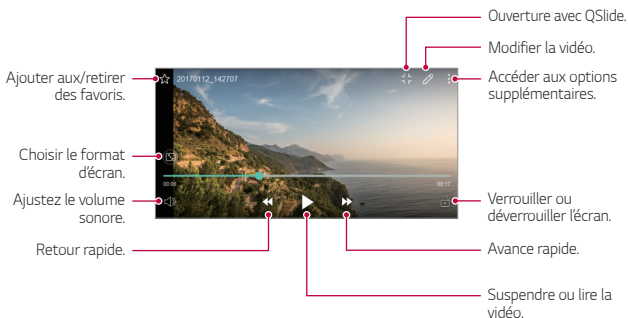 Ouverture avec QSlide.
Modifier la vidéo.
Ajouter aux/retirer
des favoris.
20170112_142707
Accéder aux options
supplémentaires.
Choisir le format
d'écran.
00:06
00:17
Ajustez le volume
sonore.
Verrouiller ou
déverrouiller l'écran.
Retour rapide.
Avance rapide.
Suspendre ou lire la
vidéo.